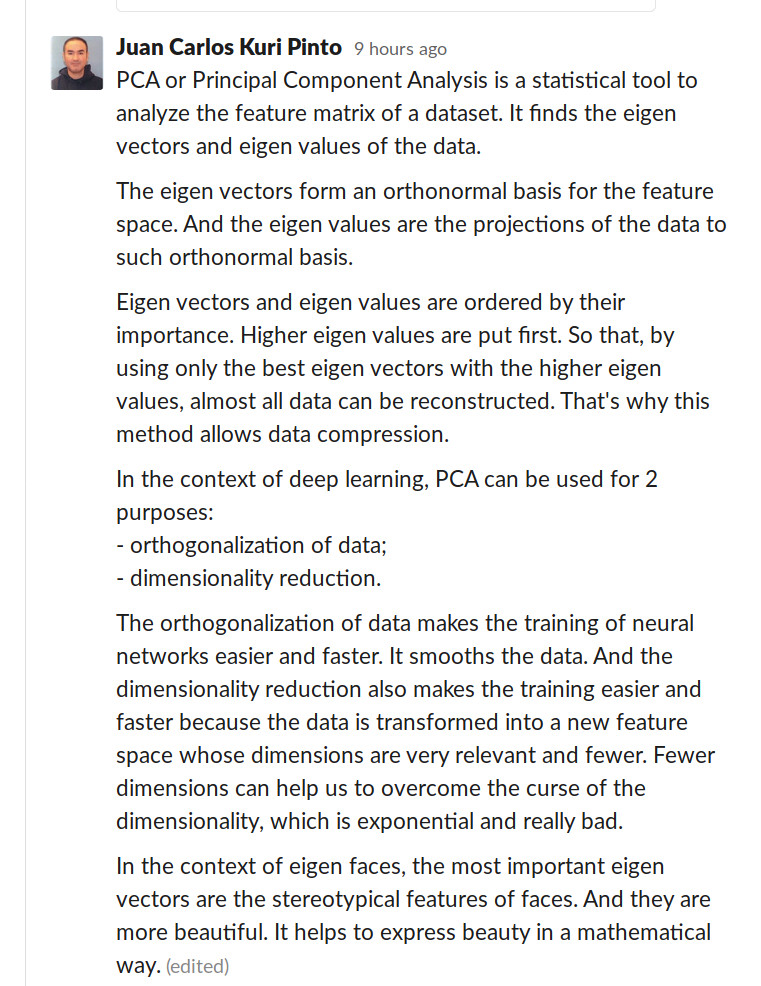 Juan Carlos Kuri Pinto 9 hours ago
PCA or Principal Component Analysis is a statistical tool to
analyze the feature matrix of a dataset. It finds the eigen
vectors and eigen values of the data.
The eigen vectors form an orthonormal basis for the feature
space. And the eigen values are the projections of the data to
such orthonormal basis.
Eigen vectors and eigen values are ordered by their
importance. Higher eigen values are put first. So that, by
using only the best eigen vectors with the higher eigen
values, almost all data can be reconstructed. That's why this
method allows data compression.
In the context of deep learning, PCA can be used for 2
purposes:
- orthogonalization of data;
- dimensionality reduction.
The orthogonalization of data makes the training of neural
networks easier and faster. It smooths the data. And the
dimensionality reduction also makes the training easier and
faster because the data is transformed into a new feature
space whose dimensions are very relevant and fewer. Fewer
dimensions can help us to overcome the curse of the
dimensionality, which is exponential and really bad.
In the context of eigen faces, the most important eigen
vectors are the stereotypical features of faces. And they are
more beautiful. It helps to express beauty in a mathematical
way. (edited)